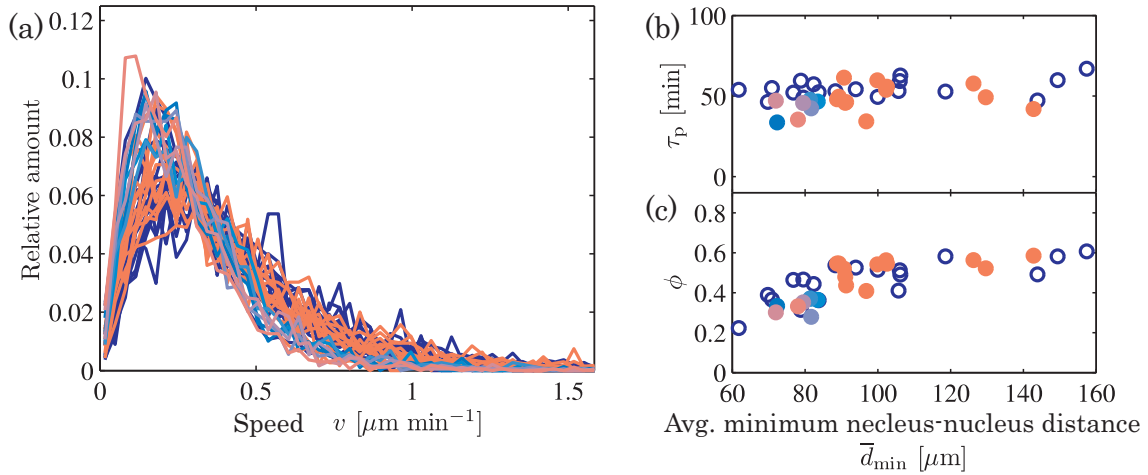 (a)
0.12
0.1
0.08
0.06
0.04
0.02
0
Relative amount
0 0.5 1 1.5
Speed v [μm min−1]
(b)
100
50
0
τp [min]
(c)
0.8
0.6
0.4
0.2
0
ϕ
60 80 100 120 140 160
Avg. minimum necleus-nucleus distance
d̅min [μm]